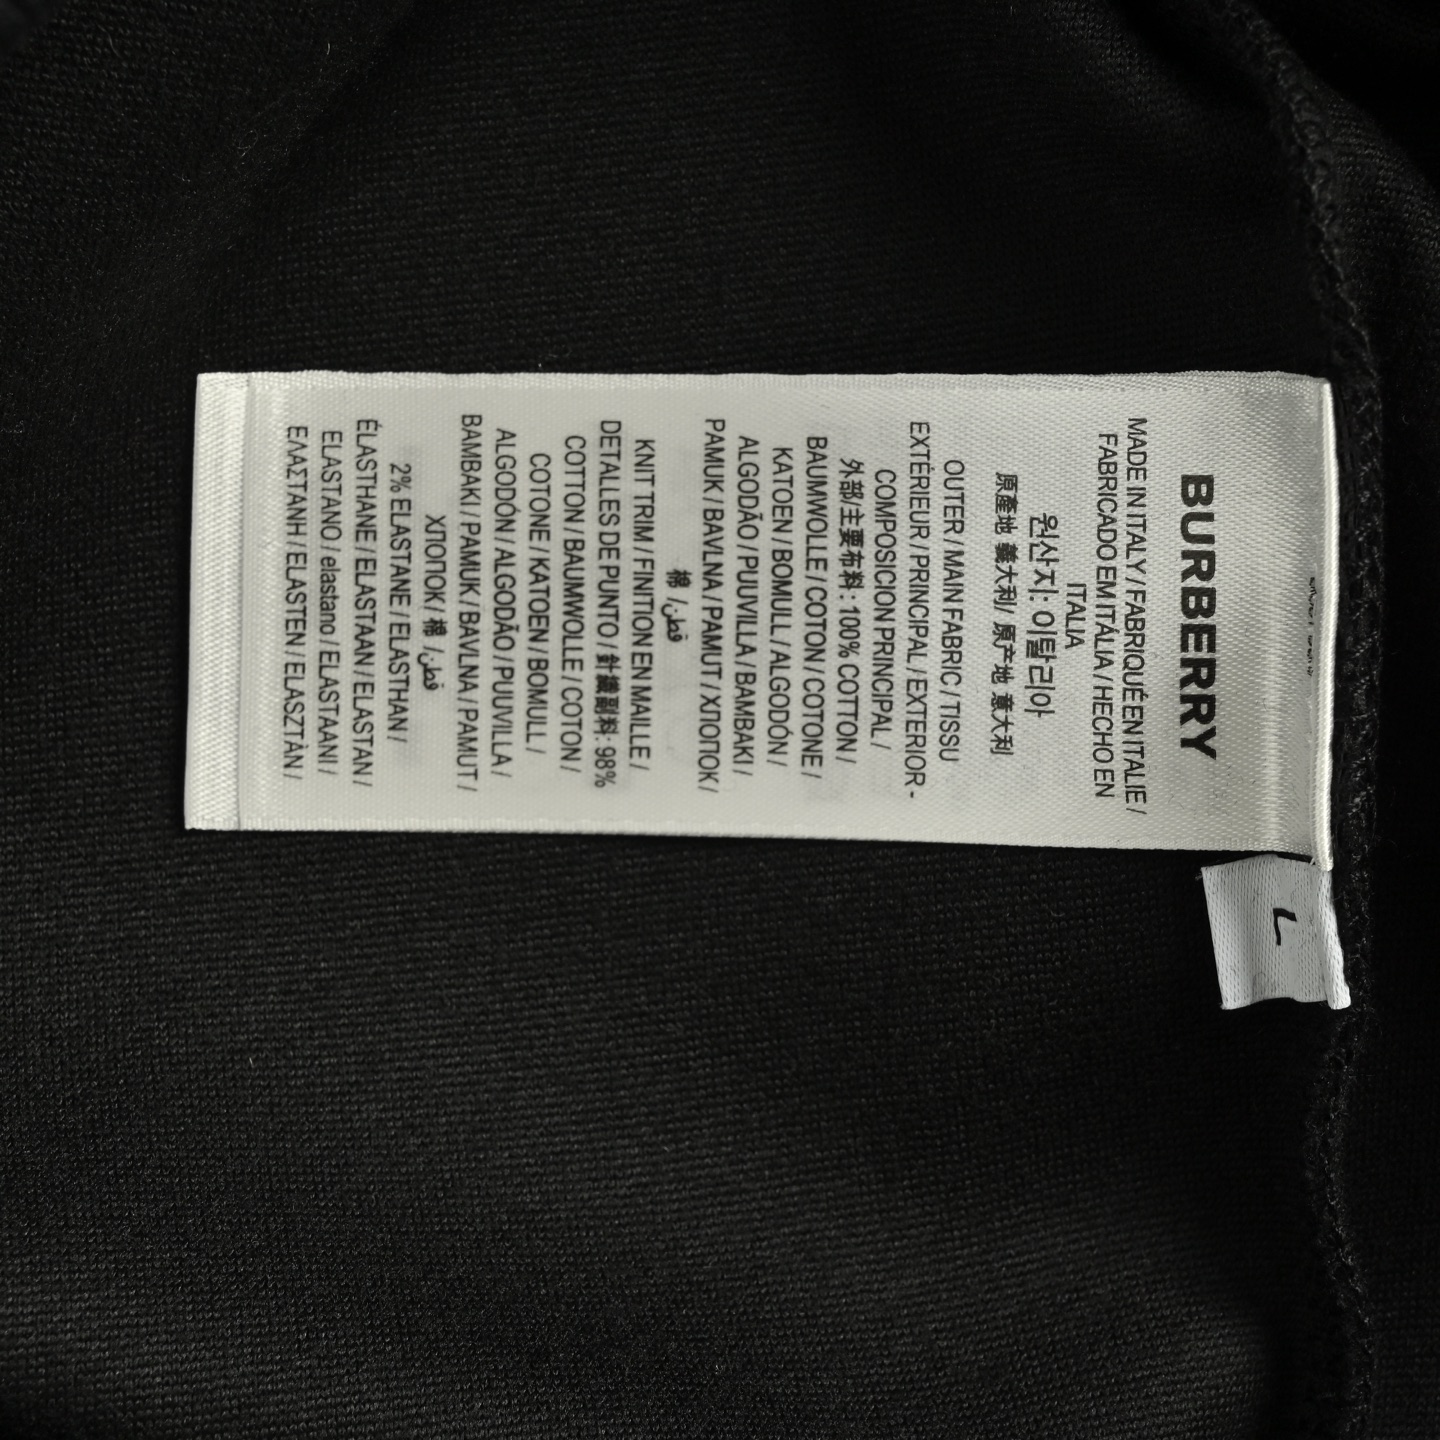 BURBERRY
MADE IN ITALY / FABRIQUÉ EN ITALIE /
FABRICADO EM ITÁLIA / HECHO EN
ITALIA
원산지: 이탈리아
原產地 義大利/ 原产地 意大利
OUTER / MAIN FABRIC / TISSU
EXTÉRIEUR / PRINCIPAL / EXTERIOR -
COMPOSICION PRINCIPAL /
外部/主要布料 : 100% COTTON /
BAUMWOLLE / COTON / COTONE /
KATOEN / BOMULL / ALGODÓN /
ALGODÃO / PUUVILLA / BAMBAKI /
PAMUK / BAVLNA / PAMUT / ХЛОПОК /
棉 / قطن
KNIT TRIM / FINITION EN MAILLE /
DETALLES DE PUNTO / 針織副料: 98%
COTTON / BAUMWOLLE / COTON /
COTONE / KATOEN / BOMULL /
ALGODÓN / ALGODÃO / PUUVILLA /
BAMBAKI / PAMUK / BAVLNA / PAMUT /
ХЛОПОК / 棉 / قطن
2% ELASTANE / ELASTHAN /
ÉLASTHANE / ELASTAAN / ELASTAN /
ELASTANO / elastano / ELASTAANI /
ΕΛΑΣΤΑΝΗ / ELASTEN / ELASZTÁN /
L